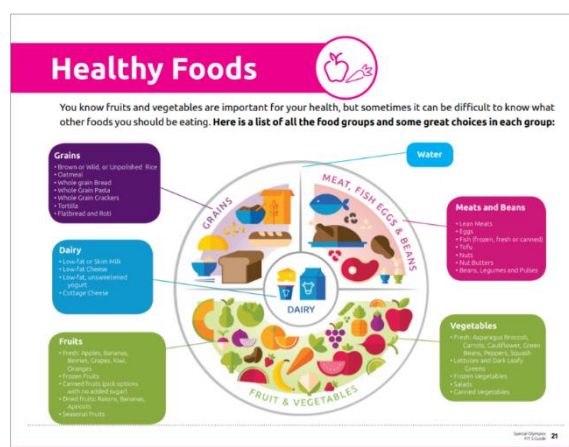 Healthy Foods
You know fruits and vegetables are important for your health, but sometimes it can be difficult to know what
other foods you should be eating. Here is a list of all the food groups and some great choices in each group:
Grains
• Brown or Wild, or Unpolished Rice
• Oatmeal
• Whole grain Bread
• Whole Grain Pasta
• Whole Grain Crackers
• Tortilla
• Flatbread and Roti
Water
GRAINS
MEAT, FISH EGGS & BEANS
Meats and Beans
• Lean Meats
• Eggs
• Fish (frozen, fresh or canned)
• Tofu
• Nuts
• Nut Butters
• Beans, Legumes and Pulses
Dairy
• Low-fat or Skim Milk
• Low-fat Cheese
• Low-fat, unsweetened
yogurt
• Cottage Cheese
DAIRY
Fruits
• Fresh: Apples, Bananas,
Berries, Grapes, Kiwi,
Oranges
• Frozen Fruits
• Canned fruits (pick options
with no added sugar)
• Dried fruits: Raisins, Bananas,
Apricots
• Seasonal Fruits
Vegetables
• Fresh: Asparagus Broccoli,
Carrots, Cauliflower, Green
Beans, Peppers, Squash
• Lettuces and Dark Leafy
Greens
• Frozen Vegetables
• Salads
• Canned Vegetables
FRUIT & VEGETABLES
Special Olympics
FIT 5 Guide
21